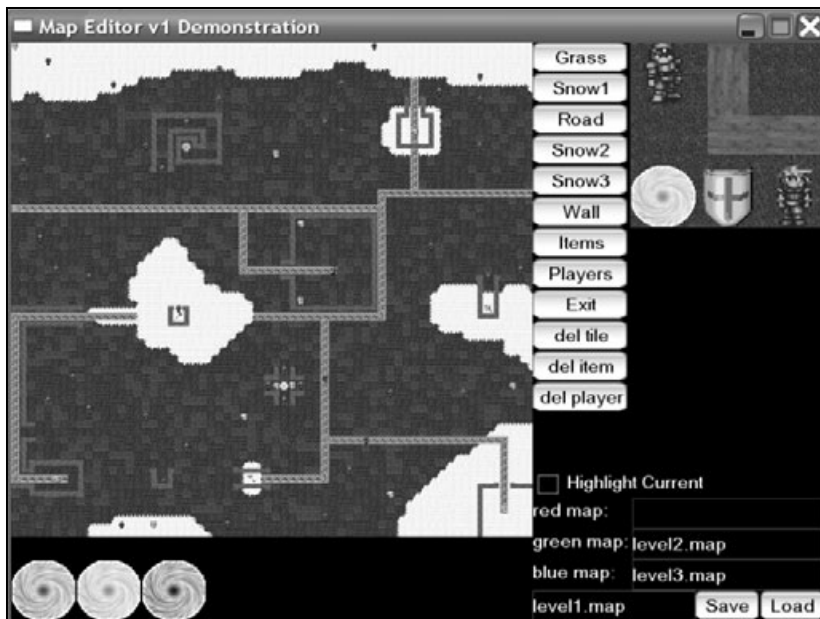 Map Editor v1 Demonstration
Grass
Snow1
Road
Snow2
Snow3
Wall
Items
Players
Exit
del tile
del item
del player
Highlight Current
red map:
green map: level2.map
blue map: level3.map
level1.map Save Load